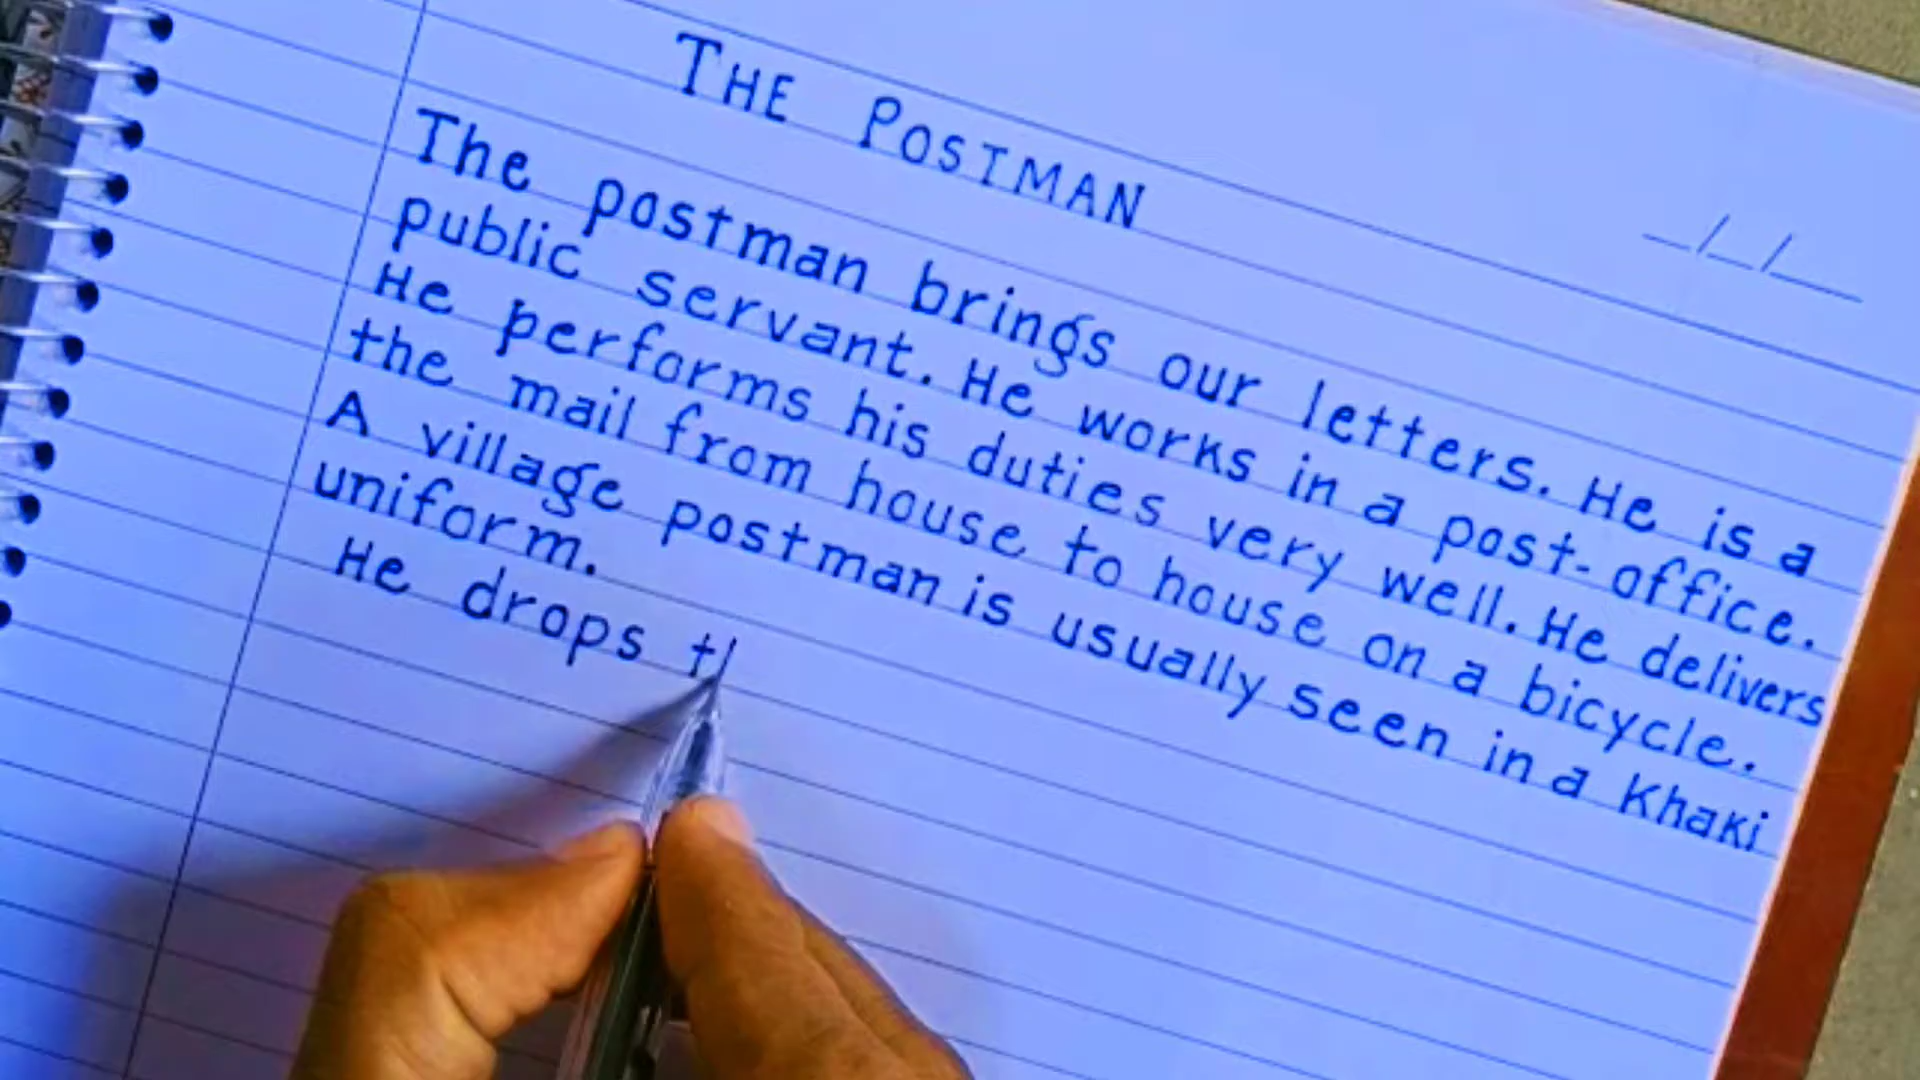 THE POSTMAN
_/_/__
The postman brings our letters. He is a
public servant. He works in a post-office.
He performs his duties very well. He delivers
the mail from house to house on a bicycle.
A village postman is usually seen in a Khaki
uniform.
He drops